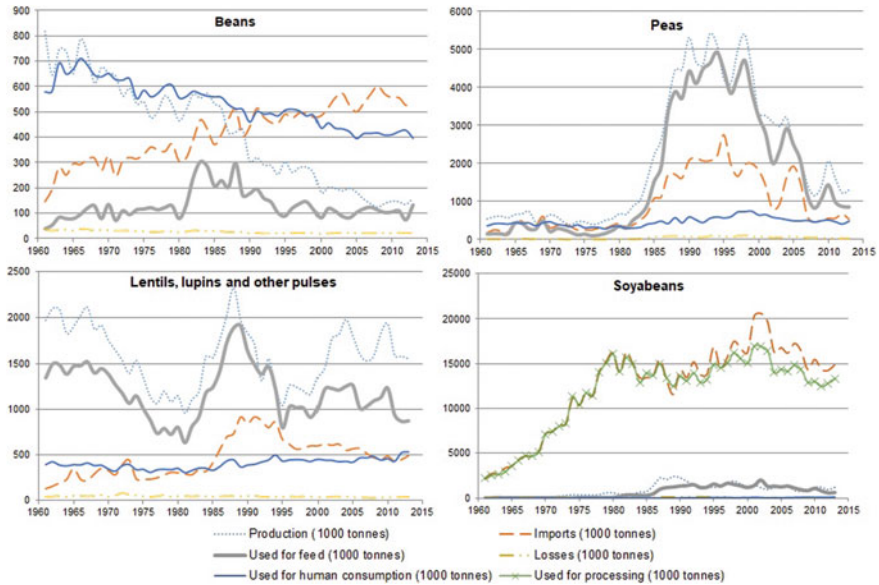 Beans
900
800
700
600
500
400
300
200
100
0
1960 1965 1970 1975 1980 1985 1990 1995 2000 2005 2010 2015
Peas
6000
5000
4000
3000
2000
1000
0
1960 1965 1970 1975 1980 1985 1990 1995 2000 2005 2010 2015
Lentils, lupins and other pulses
2500
2000
1500
1000
500
0
1960 1965 1970 1975 1980 1985 1990 1995 2000 2005 2010 2015
Soyabeans
25000
20000
15000
10000
5000
0
1960 1965 1970 1975 1980 1985 1990 1995 2000 2005 2010 2015
Production (1000 tonnes)
Imports (1000 tonnes)
Used for feed (1000 tonnes)
Losses (1000 tonnes)
Used for human consumption (1000 tonnes)
Used for processing (1000 tonnes)